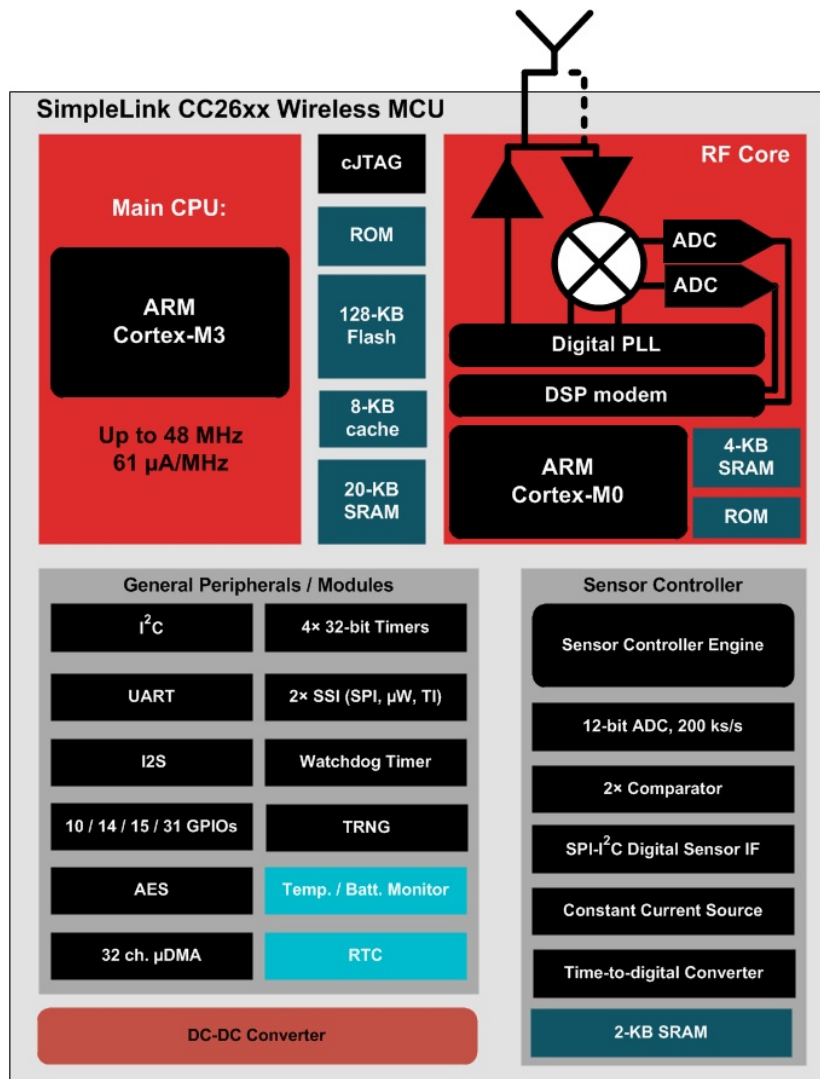 SimpleLink CC26xx Wireless MCU
Main CPU:
ARM
Cortex-M3
Up to 48 MHz
61 µA/MHz
cJTAG
ROM
128-KB
Flash
8-KB
cache
20-KB
SRAM
RF Core
ADC
ADC
Digital PLL
DSP modem
ARM
Cortex-M0
4-KB
SRAM
ROM
General Peripherals / Modules
I²C
4× 32-bit Timers
UART
2× SSI (SPI, µW, TI)
I2S
Watchdog Timer
10 / 14 / 15 / 31 GPIOs
TRNG
AES
Temp. / Batt. Monitor
32 ch. µDMA
RTC
Sensor Controller
Sensor Controller Engine
12-bit ADC, 200 ks/s
2× Comparator
SPI-I²C Digital Sensor IF
Constant Current Source
Time-to-digital Converter
2-KB SRAM
DC-DC Converter